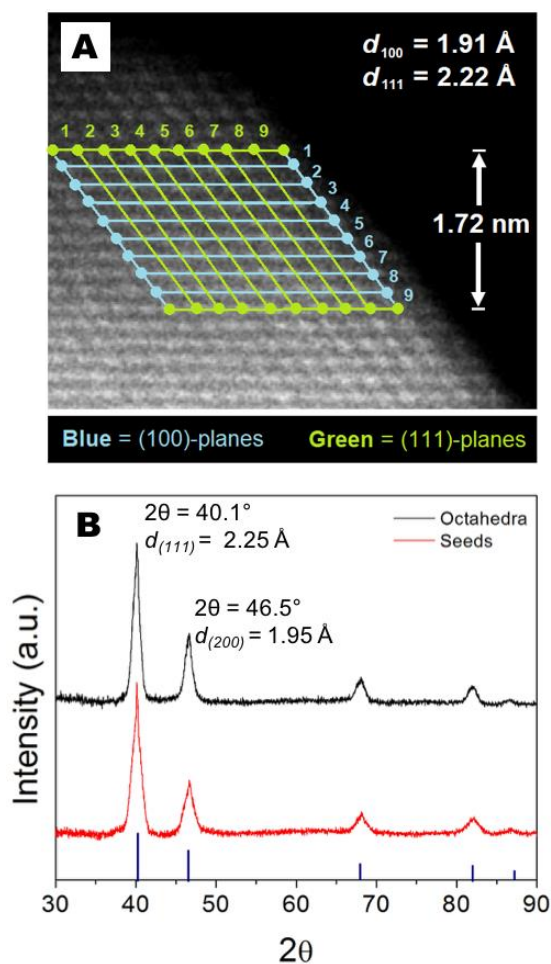 A
d100 = 1.91 Å
d111 = 2.22 Å
1 2 3 4 5 6 7 8 9
1
2
3
4
5
6
7
8
9
1.72 nm
Blue = (100)-planes Green = (111)-planes
B
2θ = 40.1°
d(111) = 2.25 Å
Octahedra
Seeds
2θ = 46.5°
d(200) = 1.95 Å
Intensity (a.u.)
30 40 50 60 70 80 90
2θ